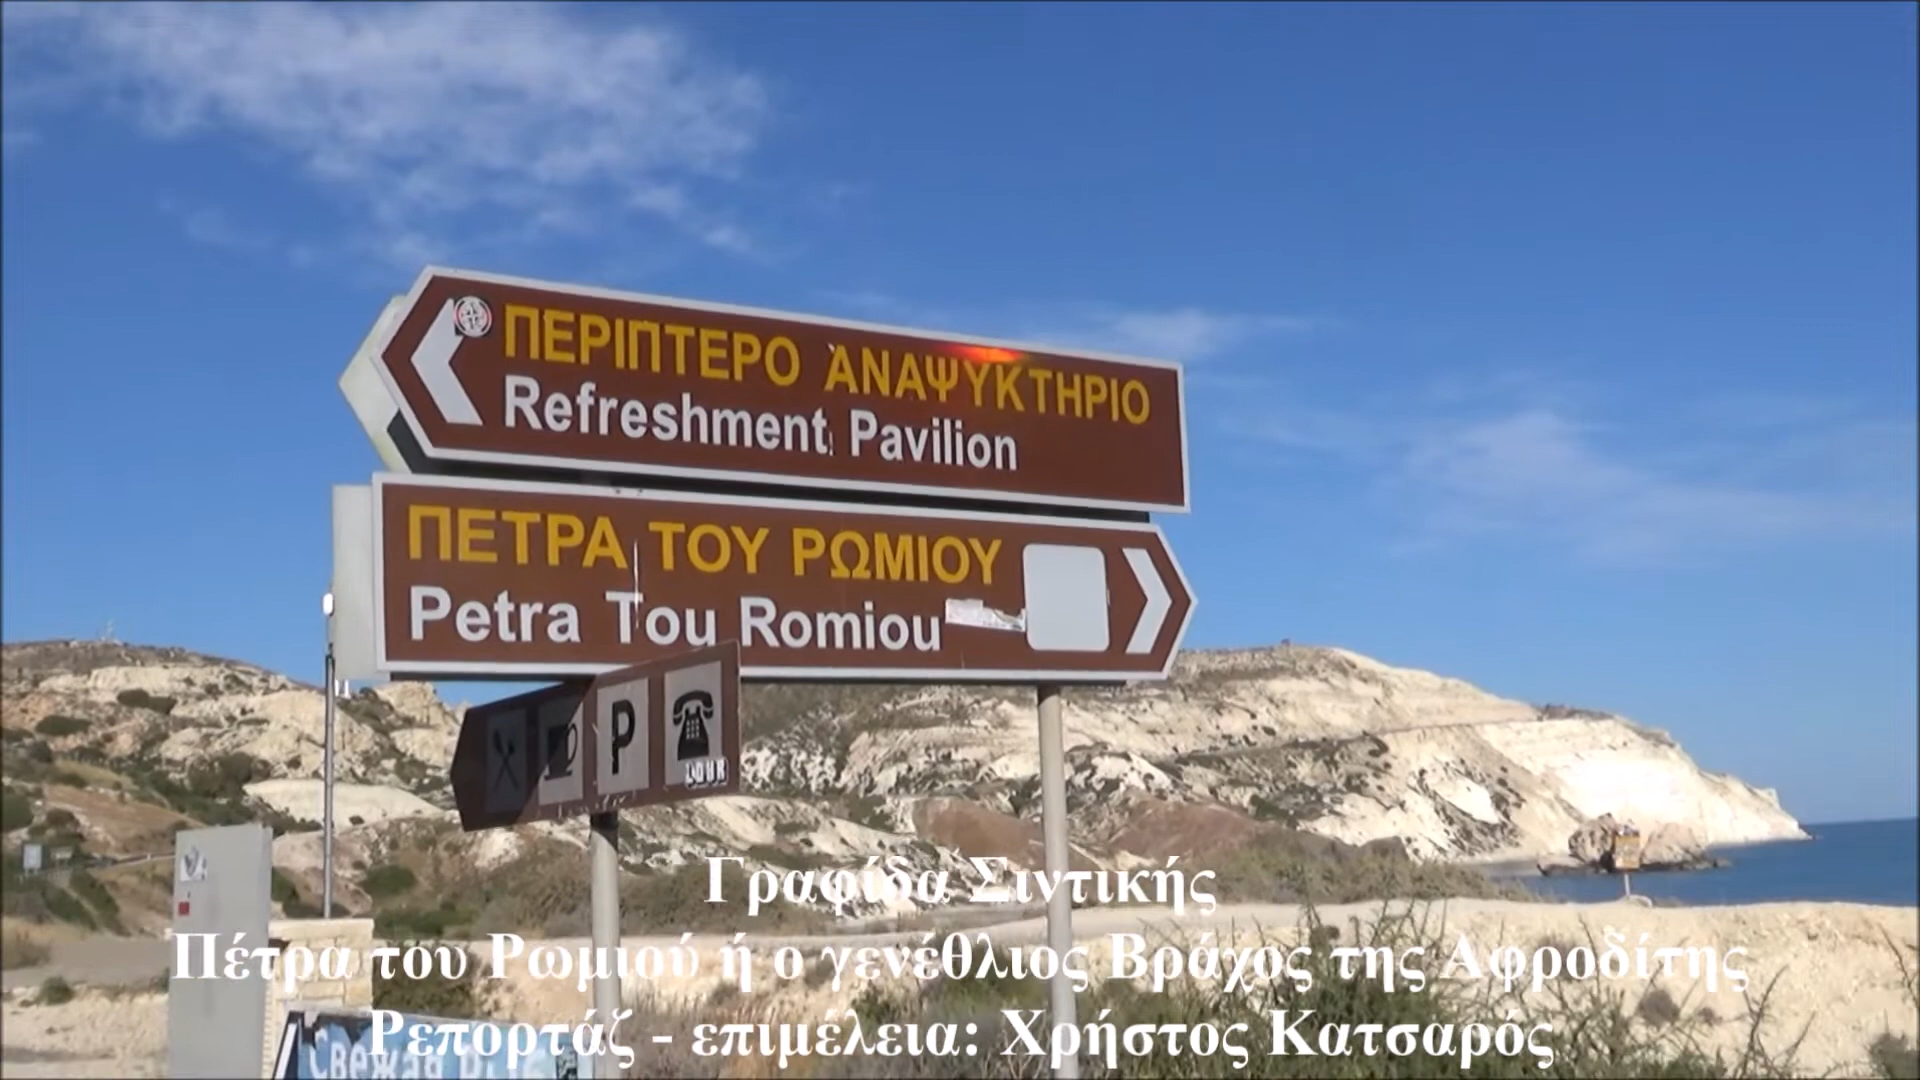 ΠΕΡΙΠΤΕΡΟ ΑΝΑΨΥΚΤΗΡΙΟ
Refreshment Pavilion
ΠΕΤΡΑ ΤΟΥ ΡΩΜΙΟΥ
Petra Tou Romiou
P
Γραφίδα Σιντικής
Πέτρα του Ρωμιού ή ο γενέθλιος Βράχος της Αφροδίτης
Ρεπορτάζ - επιμέλεια: Χρήστος Κατσαρός
Свежая